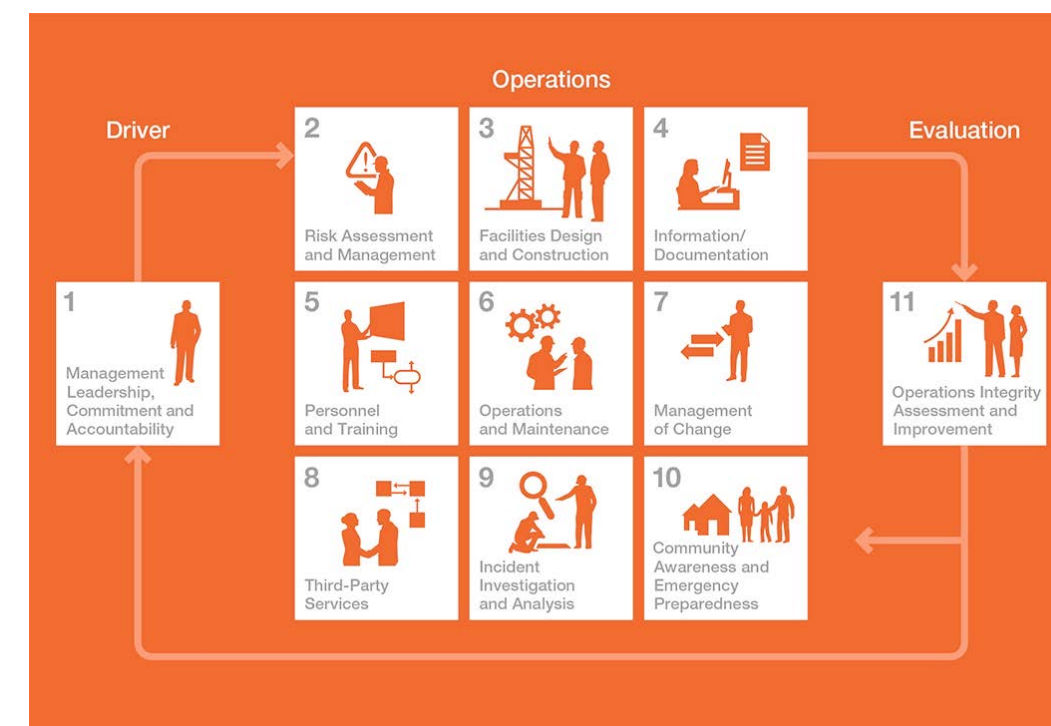 Operations
Driver
Evaluation
2
Risk Assessment
and Management
3
Facilities Design
and Construction
4
Information/
Documentation
1
Management
Leadership,
Commitment and
Accountability
5
Personnel
and Training
6
Operations
and Maintenance
7
Management
of Change
11
Operations Integrity
Assessment and
Improvement
8
Third-Party
Services
9
Incident
Investigation
and Analysis
10
Community
Awareness and
Emergency
Preparedness